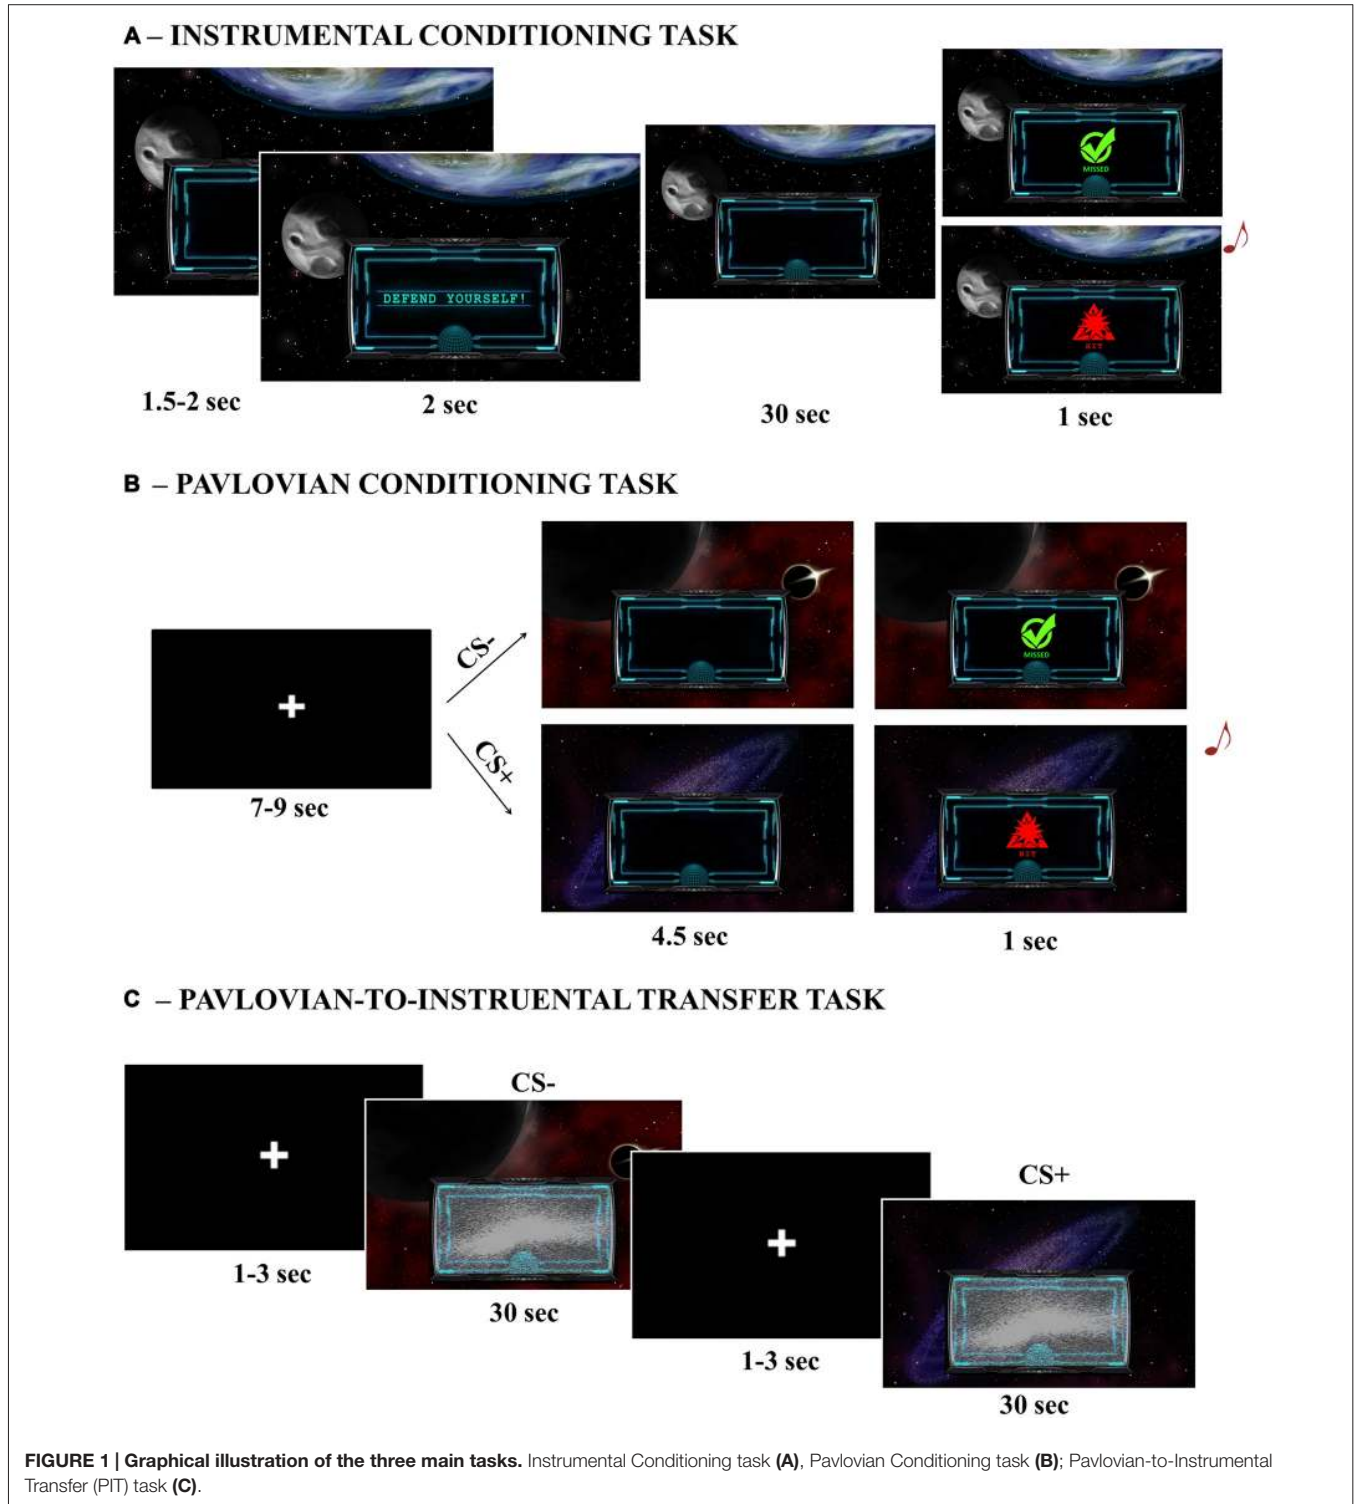 A – INSTRUMENTAL CONDITIONING TASK
MISSED
DEFEND YOURSELF!
HIT
1.5-2 sec
2 sec
30 sec
1 sec
B – PAVLOVIAN CONDITIONING TASK
CS-
MISSED
CS+
HIT
7-9 sec
4.5 sec
1 sec
C – PAVLOVIAN-TO-INSTRUENTAL TRANSFER TASK
CS-
CS+
1-3 sec
30 sec
1-3 sec
30 sec
FIGURE 1 | Graphical illustration of the three main tasks. Instrumental Conditioning task (A), Pavlovian Conditioning task (B); Pavlovian-to-Instrumental
Transfer (PIT) task (C).